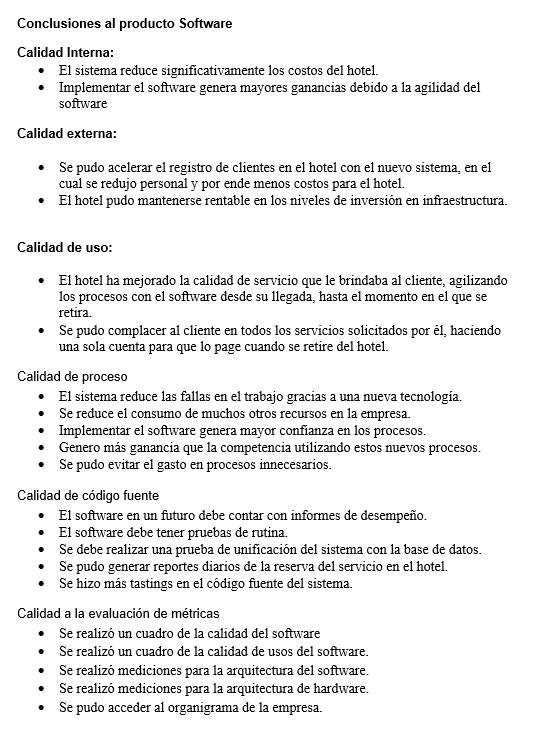 Conclusiones al producto Software
Calidad Interna:
• El sistema reduce significativamente los costos del hotel.
• Implementar el software genera mayores ganancias debido a la agilidad del
software
Calidad externa:
• Se pudo acelerar el registro de clientes en el hotel con el nuevo sistema, en el
cual se redujo personal y por ende menos costos para el hotel.
• El hotel pudo mantenerse rentable en los niveles de inversión en infraestructura.
Calidad de uso:
• El hotel ha mejorado la calidad de servicio que le brindaba al cliente, agilizando
los procesos con el software desde su llegada, hasta el momento en el que se
retira.
• Se pudo complacer al cliente en todos los servicios solicitados por él, haciendo
una sola cuenta para que lo page cuando se retire del hotel.
Calidad de proceso
• El sistema reduce las fallas en el trabajo gracias a una nueva tecnología.
• Se reduce el consumo de muchos otros recursos en la empresa.
• Implementar el software genera mayor confianza en los procesos.
• Genero más ganancia que la competencia utilizando estos nuevos procesos.
• Se pudo evitar el gasto en procesos innecesarios.
Calidad de código fuente
• El software en un futuro debe contar con informes de desempeño.
• El software debe tener pruebas de rutina.
• Se debe realizar una prueba de unificación del sistema con la base de datos.
• Se pudo generar reportes diarios de la reserva del servicio en el hotel.
• Se hizo más tastings en el código fuente del sistema.
Calidad a la evaluación de métricas
• Se realizó un cuadro de la calidad del software
• Se realizó un cuadro de la calidad de usos del software.
• Se realizó mediciones para la arquitectura del software.
• Se realizó mediciones para la arquitectura de hardware.
• Se pudo acceder al organigrama de la empresa.